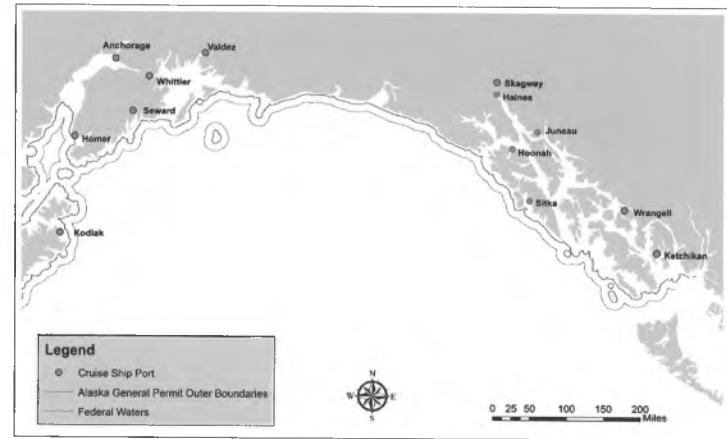 Anchorage
Valdez
Whittier
Seward
Homer
Kodiak
Skagway
Haines
Juneau
Hoonah
Sitka
Wrangell
Ketchikan
Legend
Cruise Ship Port
Alaska General Permit Outer Boundaries
Federal Waters
N
W E
S
0 25 50 100 150 200
Miles